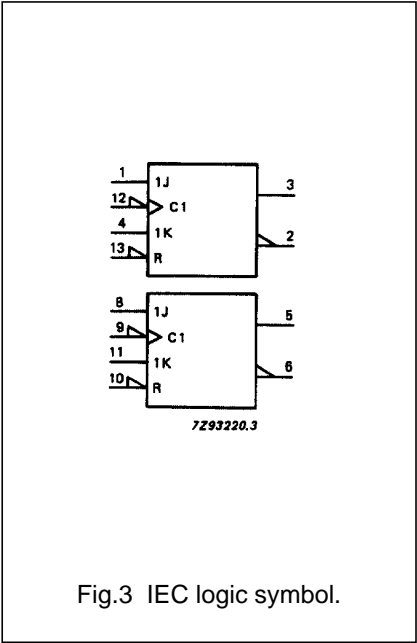 1 1J 3
12 C1
4 1K 2
13 R
8 1J 5
9 C1
11 1K 6
10 R
7Z93220.3
Fig.3 IEC logic symbol.